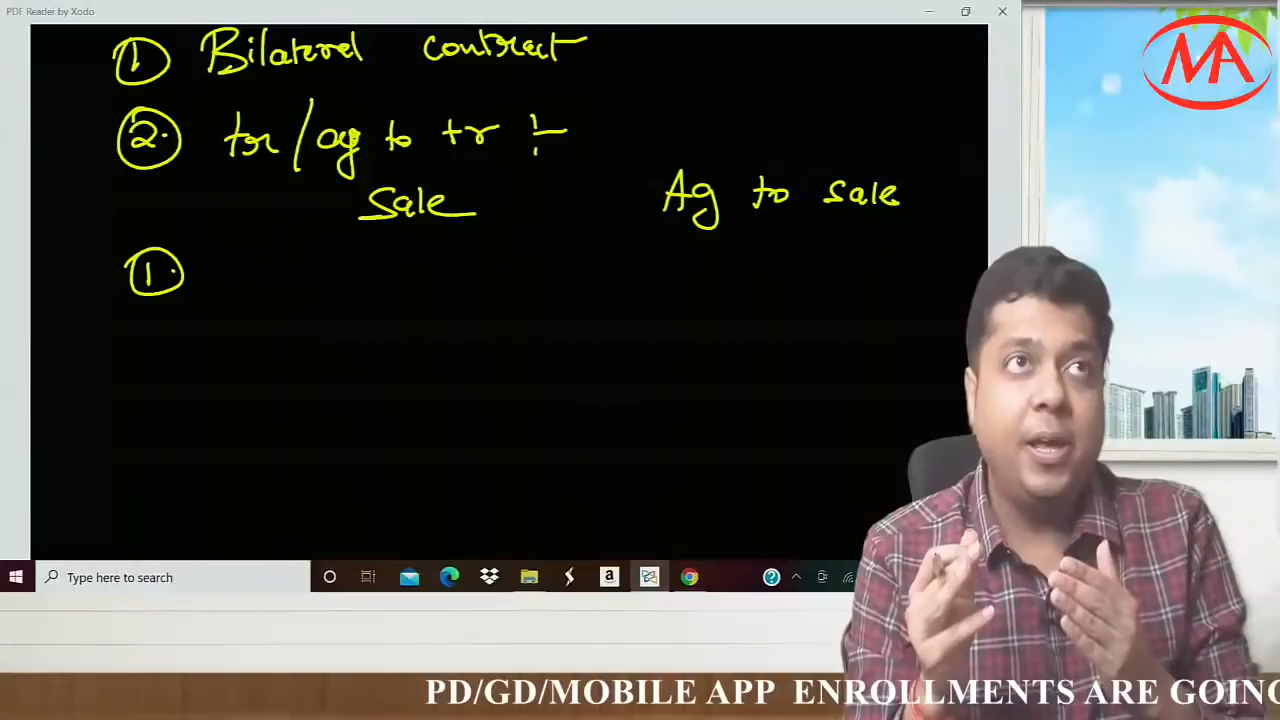 PDF Reader by Xodo
MA
① Bilateral contract
②. tr/ag to tr :-
Sale Ag to sale
①.
Type here to search
PD/GD/MOBILE APP ENROLLMENTS ARE GOING